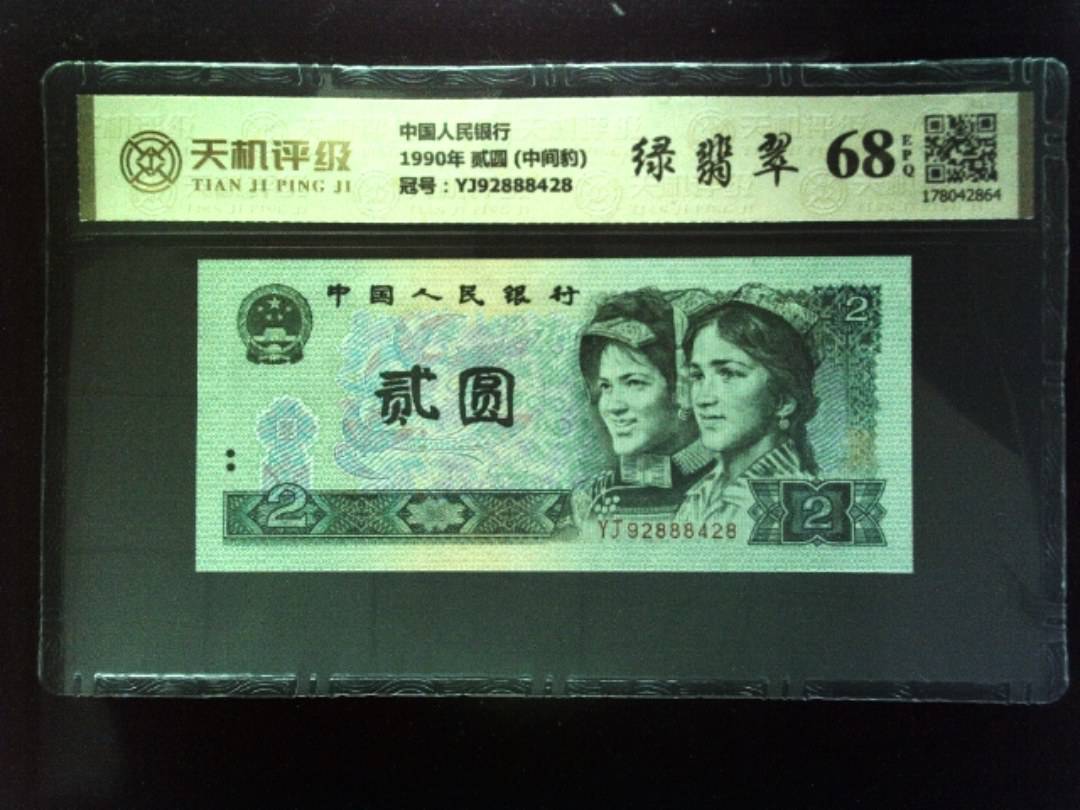 天机评级
TIAN JI PING JI
中国人民银行
1990年 贰圆 (中间豹)
冠号：YJ92888428
绿翡翠
68
EPQ
178042864
中国人民银行
2
贰圆
2
YJ92888428
2